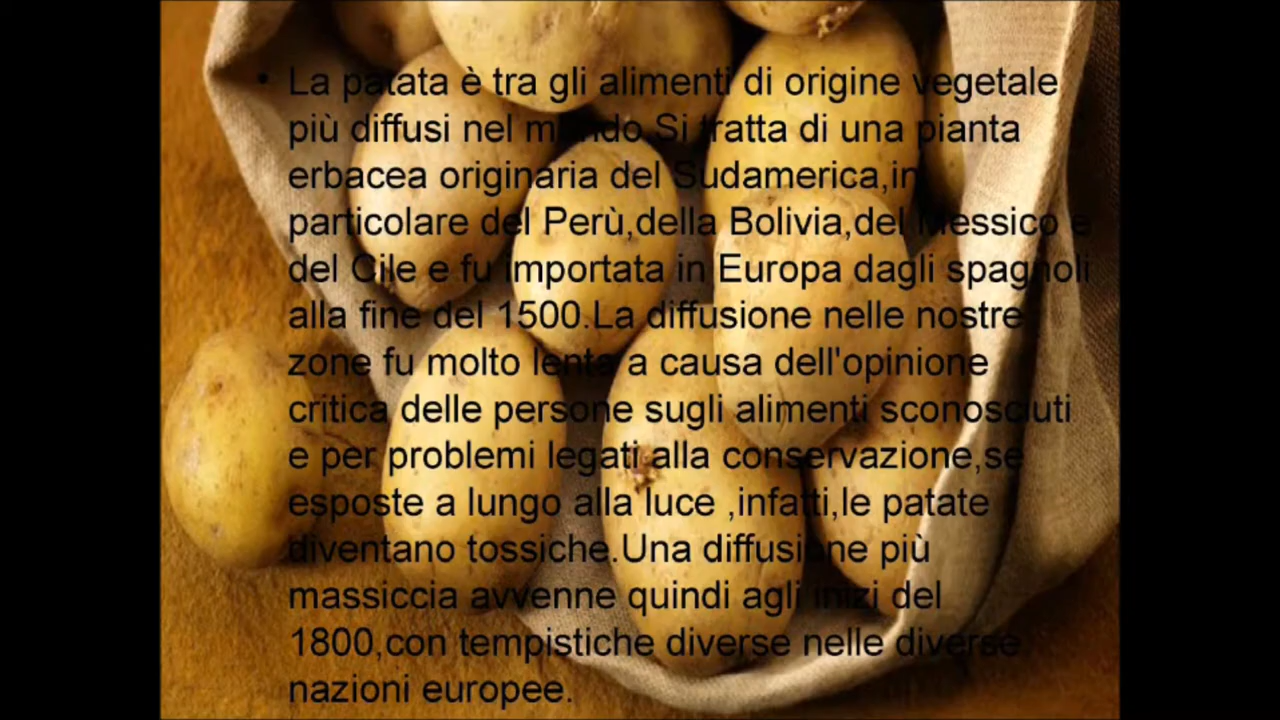 • La patata è tra gli alimenti di origine vegetale
più diffusi nel mondo.Si tratta di una pianta
erbacea originaria del Sudamerica,in
particolare del Perù,della Bolivia,del Messico e
del Cile e fu importata in Europa dagli spagnoli
alla fine del 1500.La diffusione nelle nostre
zone fu molto lenta a causa dell'opinione
critica delle persone sugli alimenti sconosciuti
e per problemi legati alla conservazione,se
esposte a lungo alla luce ,infatti,le patate
diventano tossiche.Una diffusione più
massiccia avvenne quindi agli inizi del
1800,con tempistiche diverse nelle diverse
nazioni europee.